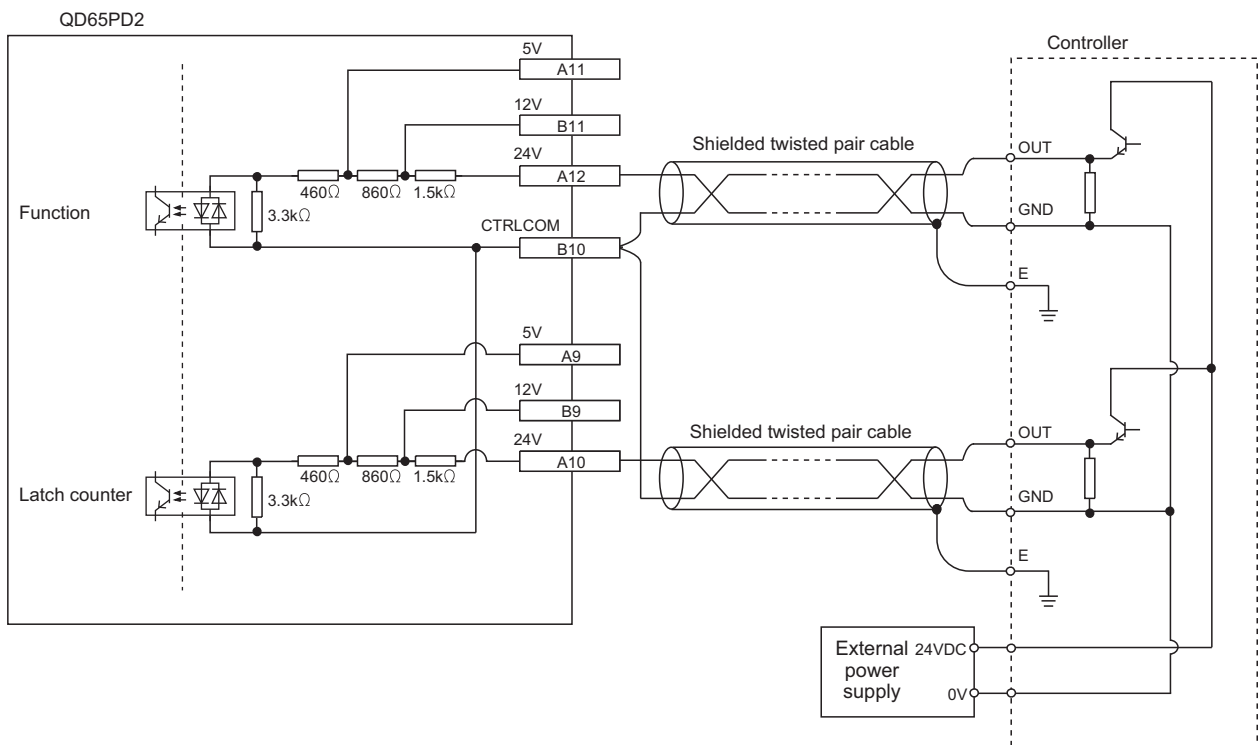 QD65PD2
Controller
5V
A11
12V
B11
24V
A12
Shielded twisted pair cable
OUT
460Ω 860Ω 1.5kΩ
3.3kΩ
Function
CTRLCOM
B10
GND
E
5V
A9
12V
B9
24V
A10
Shielded twisted pair cable
OUT
460Ω 860Ω 1.5kΩ
3.3kΩ
Latch counter
GND
E
External power supply
24VDC
0V